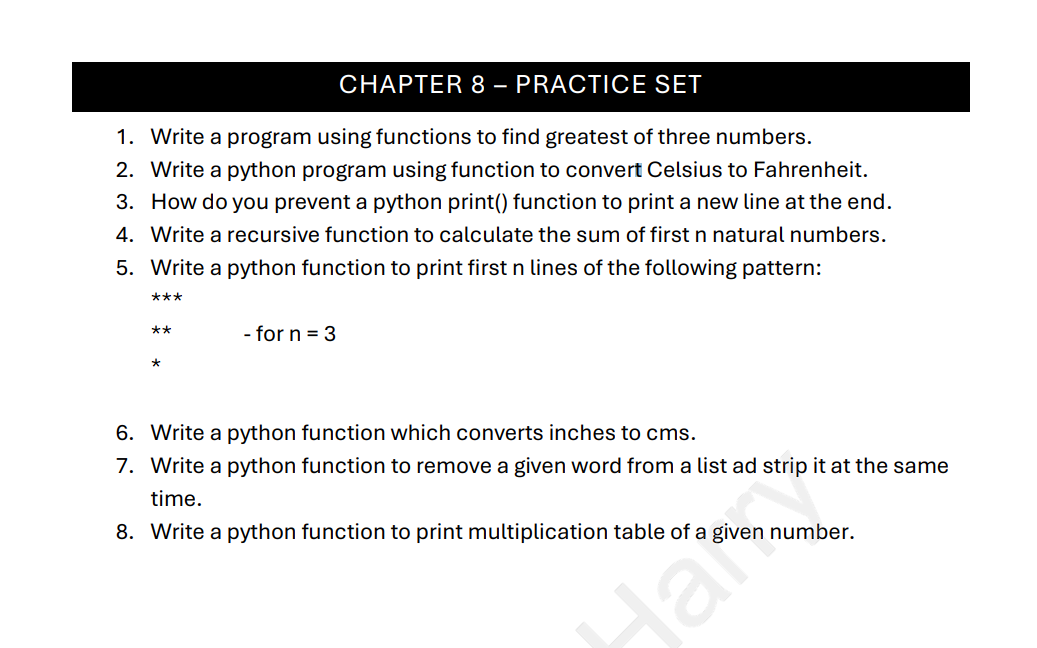 CHAPTER 8 – PRACTICE SET
1. Write a program using functions to find greatest of three numbers.
2. Write a python program using function to convert Celsius to Fahrenheit.
3. How do you prevent a python print() function to print a new line at the end.
4. Write a recursive function to calculate the sum of first n natural numbers.
5. Write a python function to print first n lines of the following pattern:
***
** - for n = 3
*
6. Write a python function which converts inches to cms.
7. Write a python function to remove a given word from a list ad strip it at the same
time.
8. Write a python function to print multiplication table of a given number.
Harry